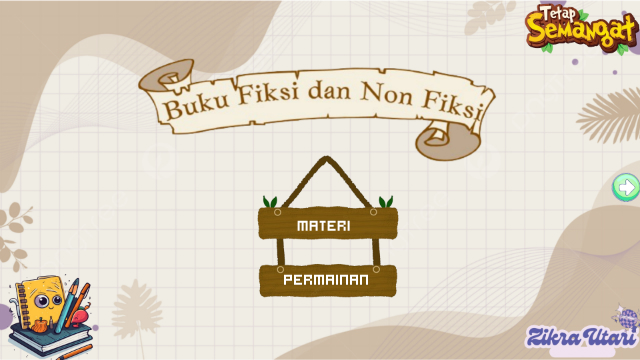 Tetap
Semangat
Buku Fiksi dan Non Fiksi
MATERI
PERMAINAN
Zikra Utari